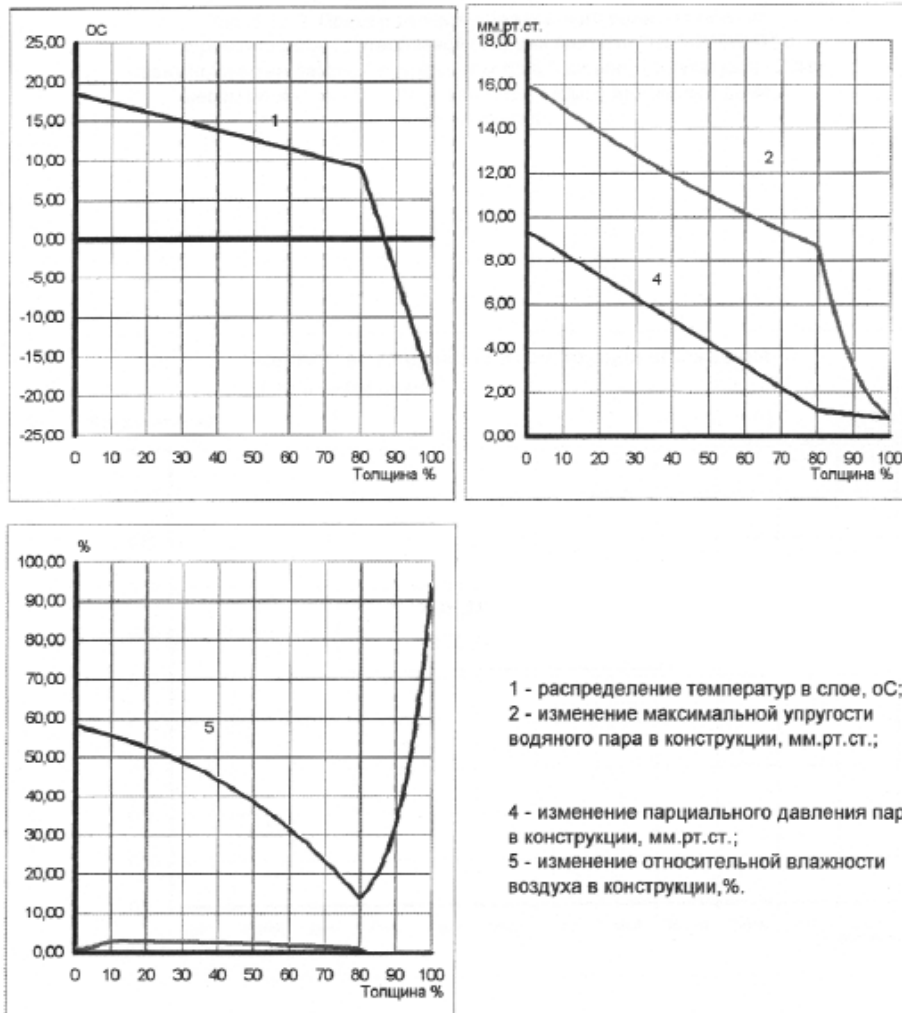 ОС
25,00
20,00
15,00
10,00
5,00
0,00
-5,00
-10,00
-15,00
-20,00
-25,00
1
0 10 20 30 40 50 60 70 80 90 100
Толщина %
мм.рт.ст.
18,00
16,00
14,00
12,00
10,00
8,00
6,00
4,00
2,00
0,00
2
4
0 10 20 30 40 50 60 70 80 90 100
Толщина %
%
100,00
90,00
80,00
70,00
60,00
50,00
40,00
30,00
20,00
10,00
0,00
5
0 10 20 30 40 50 60 70 80 90 100
Толщина %
1 - распределение температур в слое, оС;
2 - изменение максимальной упругости
водяного пара в конструкции, мм.рт.ст.;
4 - изменение парциального давления пар
в конструкции, мм.рт.ст.;
5 - изменение относительной влажности
воздуха в конструкции,%.